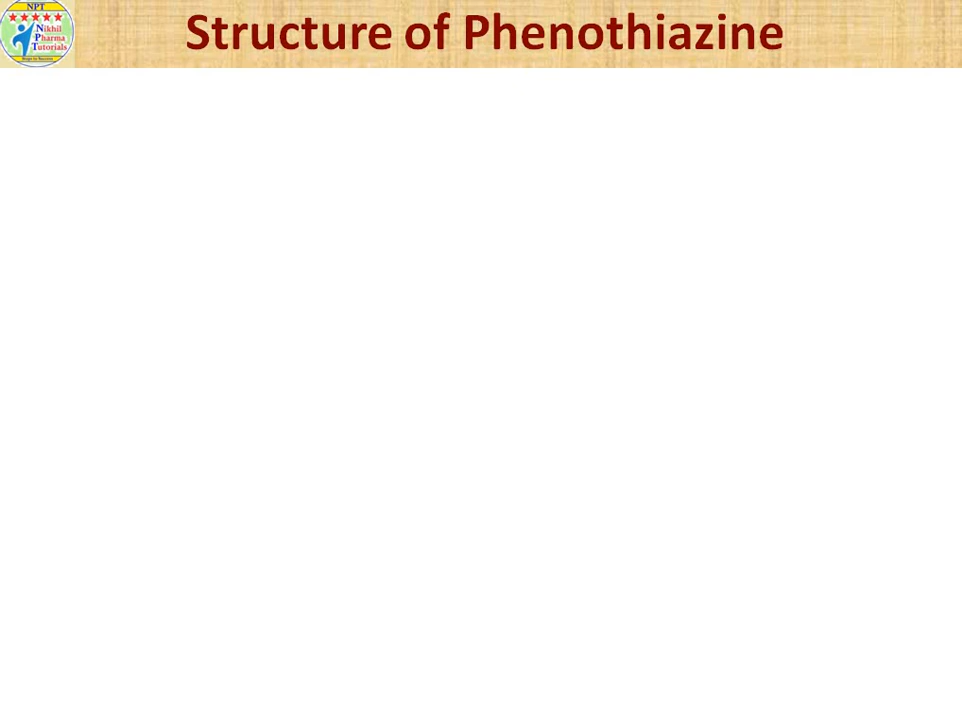 NPT
Structure of Phenothiazine
Nikhil
Pharma
Tutorials